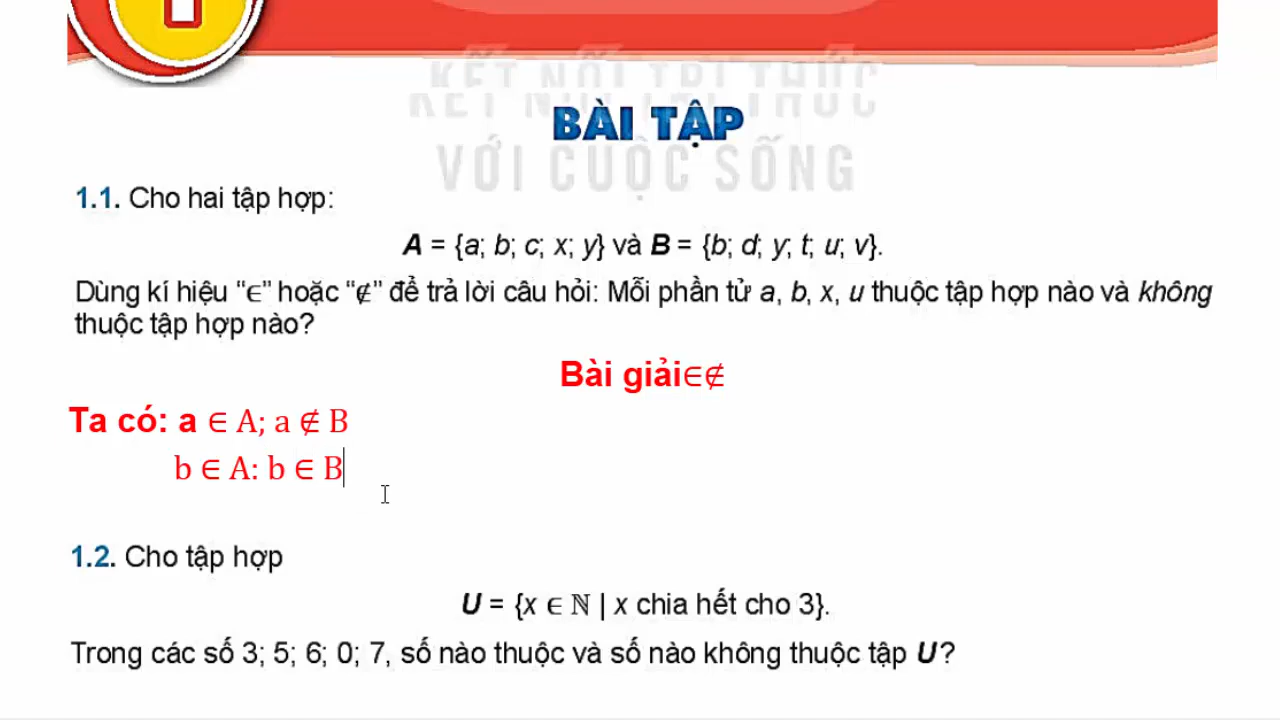 KẾT NỐI TRI THỨC
BÀI TẬP
VỚI CUỘC SỐNG
1.1. Cho hai tập hợp:
A = {a; b; c; x; y} và B = {b; d; y; t; u; v}.
Dùng kí hiệu “∈” hoặc “∉” để trả lời câu hỏi: Mỗi phần tử a, b, x, u thuộc tập hợp nào và không
thuộc tập hợp nào?
Bài giải∈∉
Ta có: a ∈ A; a ∉ B
b ∈ A: b ∈ B
1.2. Cho tập hợp
U = {x ∈ ℕ | x chia hết cho 3}.
Trong các số 3; 5; 6; 0; 7, số nào thuộc và số nào không thuộc tập U?